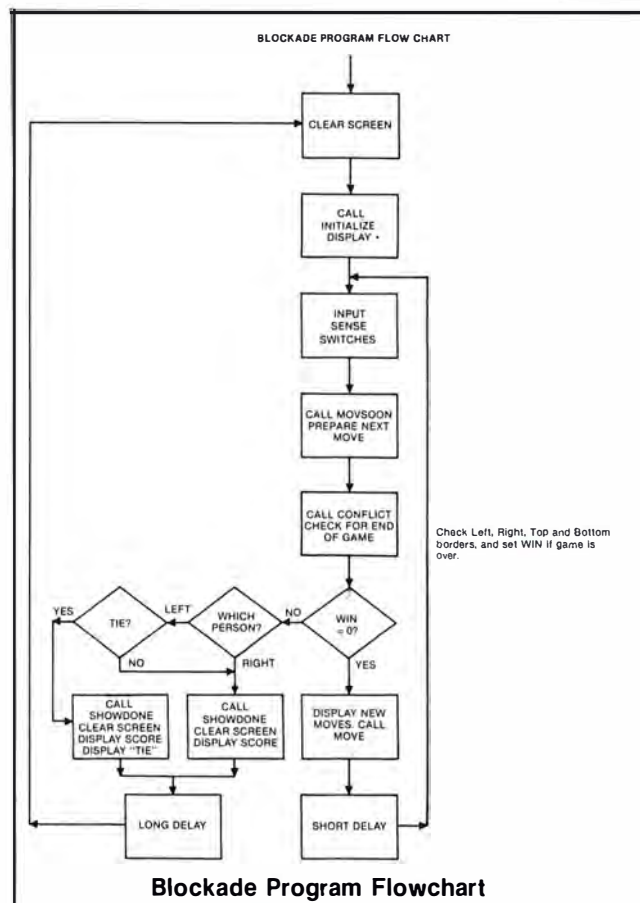 BLOCKADE PROGRAM FLOW CHART
CLEAR SCREEN
CALL
INITIALIZE
DISPLAY
INPUT
SENSE
SWITCHES
CALL MOVSOON
PREPARE NEXT
MOVE
CALL CONFLICT
CHECK FOR END
OF GAME
Check Left, Right, Top and Bottom
borders, and set WIN if game is
over.
YES
TIE?
LEFT
WHICH
PERSON?
NO
WIN
= 0?
NO
RIGHT
YES
CALL
SHOWDONE
CLEAR SCREEN
DISPLAY SCORE
DISPLAY "TIE"
CALL
SHOWDONE
CLEAR SCREEN
DISPLAY SCORE
DISPLAY NEW
MOVES. CALL
MOVE
LONG DELAY
SHORT DELAY
Blockade Program Flowchart